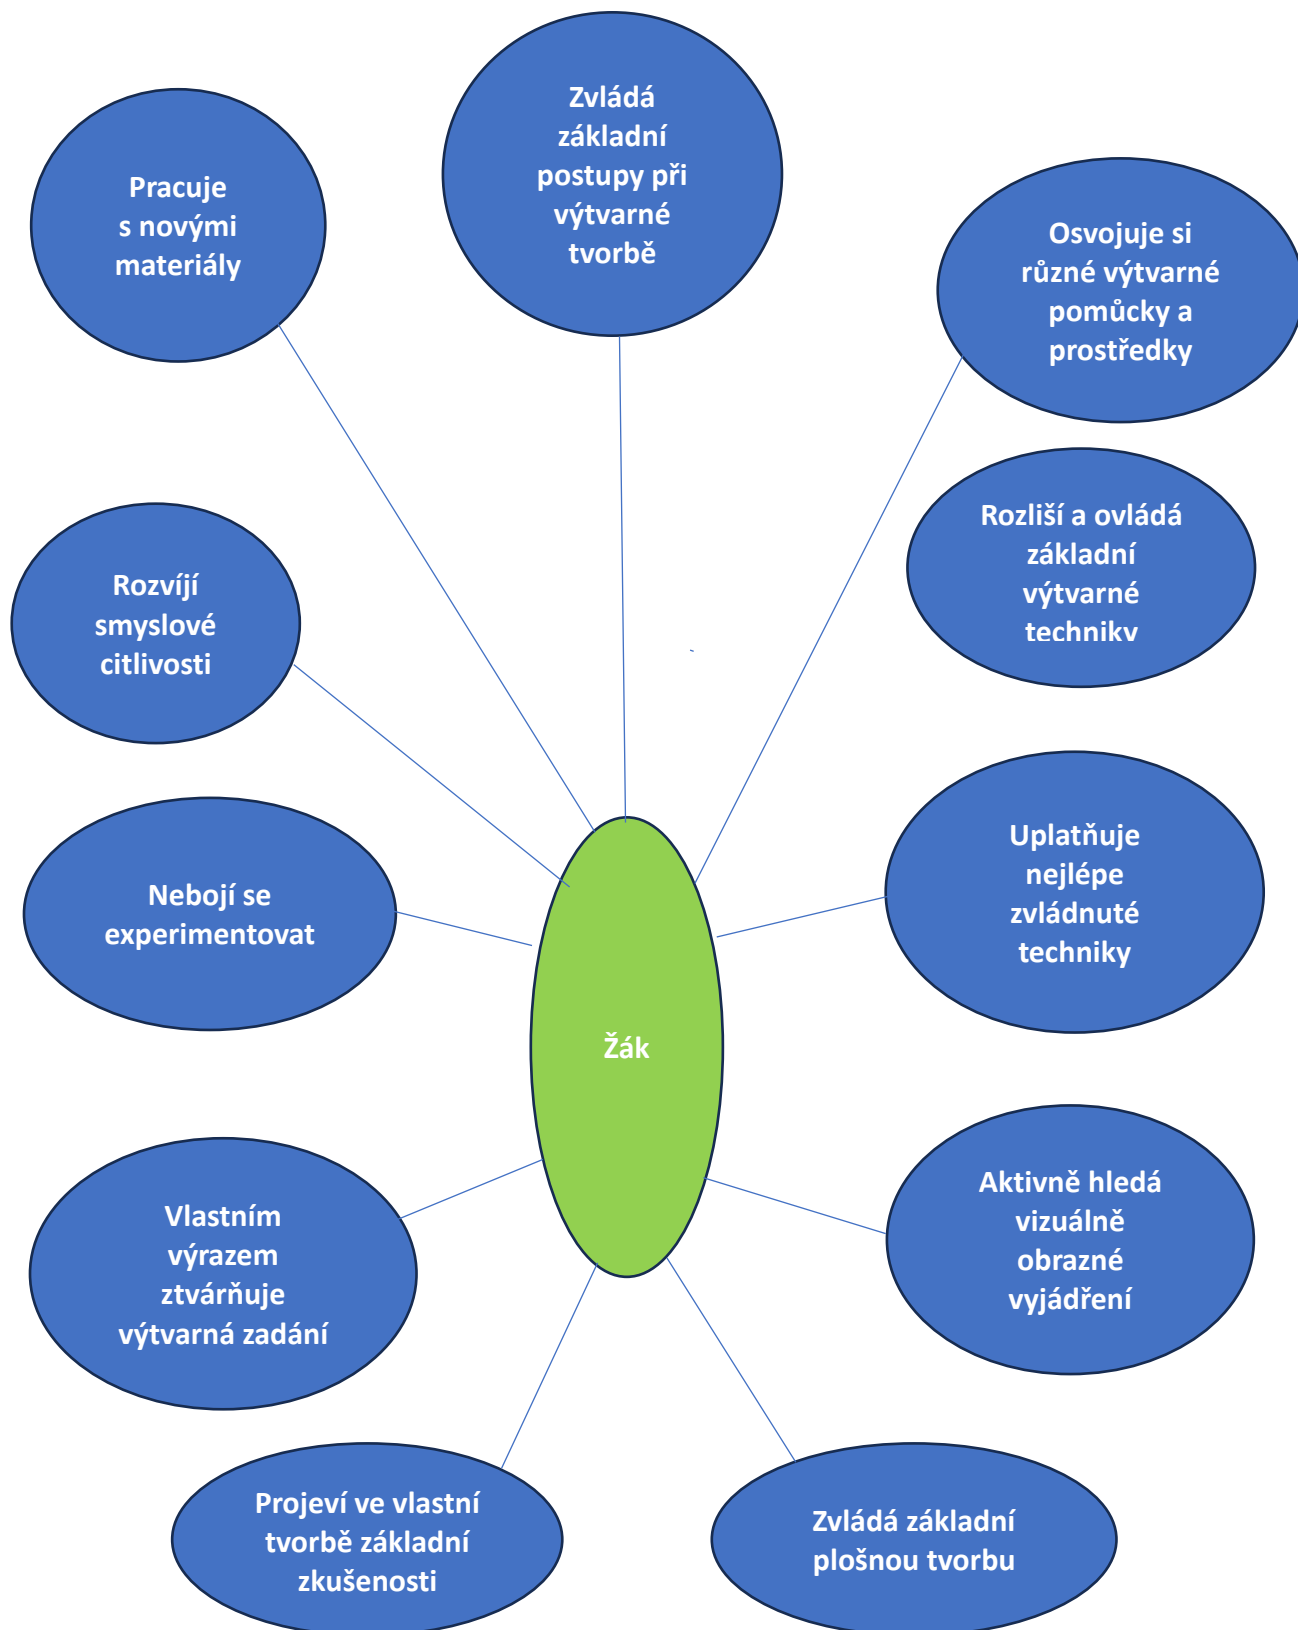 Zvládá
základní
postupy při
výtvarné
tvorbě
Pracuje
s novými
materiály
Osvojuje si
různé výtvarné
pomůcky a
prostředky
Rozliší a ovládá
základní
výtvarné
techniky
Rozvíjí
smyslové
citlivosti
Uplatňuje
nejlépe
zvládnuté
techniky
Nebojí se
experimentovat
Žák
Aktivně hledá
vizuálně
obrazné
vyjádření
Vlastním
výrazem
ztvárňuje
výtvarná zadání
Projeví ve vlastní
tvorbě základní
zkušenosti
Zvládá základní
plošnou tvorbu